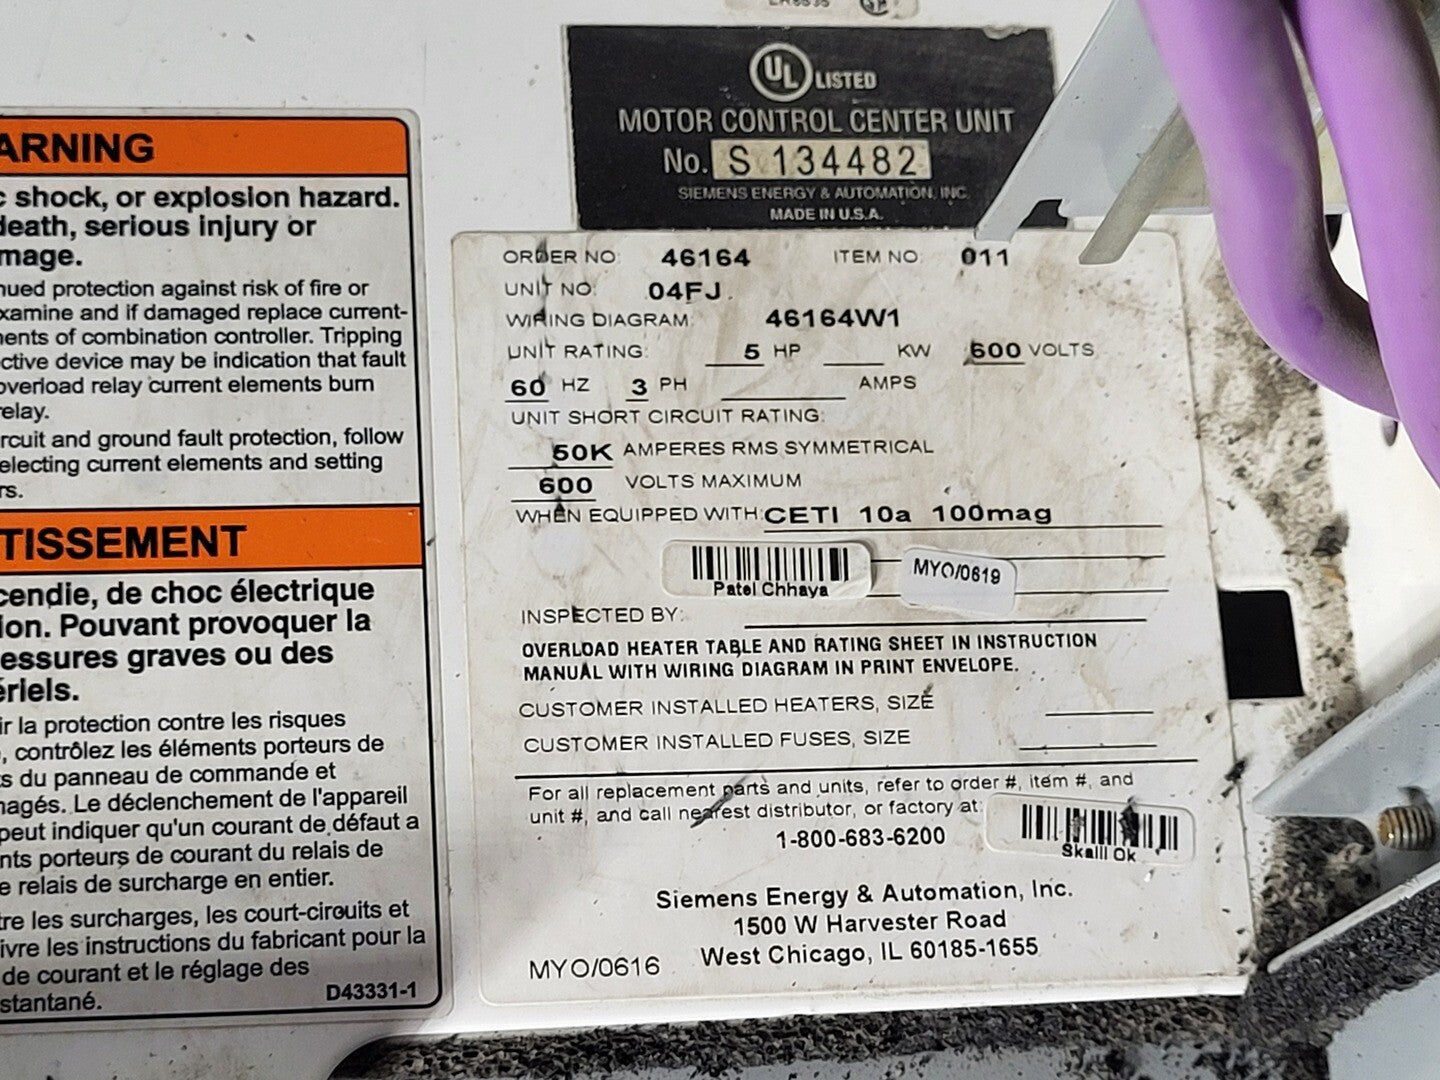 UL LISTED
MOTOR CONTROL CENTER UNIT
No. S 134482
SIEMENS ENERGY & AUTOMATION, INC.
MADE IN U.S.A.
ARNING
c shock, or explosion hazard.
death, serious injury or
mage.
nued protection against risk of fire or
examine and if damaged replace current-
ments of combination controller. Tripping
ective device may be indication that fault
overload relay current elements burn
relay.
rcuit and ground fault protection, follow
selecting current elements and setting
rs.
TISSEMENT
cendie, de choc électrique
ion. Pouvant provoquer la
essures graves ou des
ériels.
ir la protection contre les risques
, contrôlez les éléments porteurs de
ts du panneau de commande et
magés. Le déclenchement de l'appareil
peut indiquer qu'un courant de défaut a
nts porteurs de courant du relais de
e relais de surcharge en entier.
tre les surcharges, les court-circuits et
ivre les instructions du fabricant pour la
de courant et le réglage des
stantané.
D43331-1
ORDER NO: 46164 ITEM NO: 011
UNIT NO: 04FJ
WIRING DIAGRAM: 46164W1
UNIT RATING: 5 HP KW 600 VOLTS
60 HZ 3 PH AMPS
UNIT SHORT CIRCUIT RATING:
50K AMPERES RMS SYMMETRICAL
600 VOLTS MAXIMUM
WHEN EQUIPPED WITH: CETI 10a 100mag
Patel Chhaya
MYO/0619
INSPECTED BY:
OVERLOAD HEATER TABLE AND RATING SHEET IN INSTRUCTION
MANUAL WITH WIRING DIAGRAM IN PRINT ENVELOPE.
CUSTOMER INSTALLED HEATERS, SIZE
CUSTOMER INSTALLED FUSES, SIZE
For all replacement parts and units, refer to order #, item #, and
unit #, and call nearest distributor, or factory at:
1-800-683-6200
Skalli Ok
Siemens Energy & Automation, Inc.
1500 W Harvester Road
West Chicago, IL 60185-1655
MYO/0616